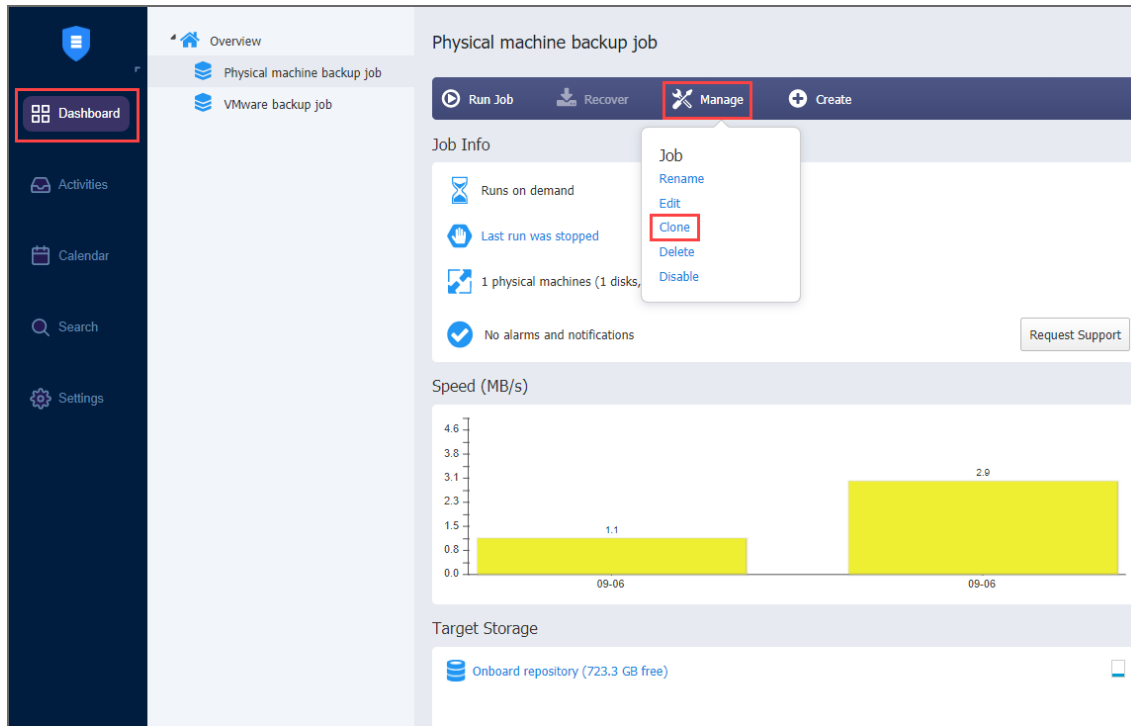 Dashboard
Activities
Calendar
Search
Settings
Overview
Physical machine backup job
VMware backup job
Physical machine backup job
Run Job
Recover
Manage
Create
Job Info
Runs on demand
Last run was stopped
1 physical machines (1 disks,
No alarms and notifications
Request Support
Job
Rename
Edit
Clone
Delete
Disable
Speed (MB/s)
4.6
3.8
3.1
2.3
1.5
0.8
0.0
1.1
2.9
09-06
09-06
Target Storage
Onboard repository (723.3 GB free)